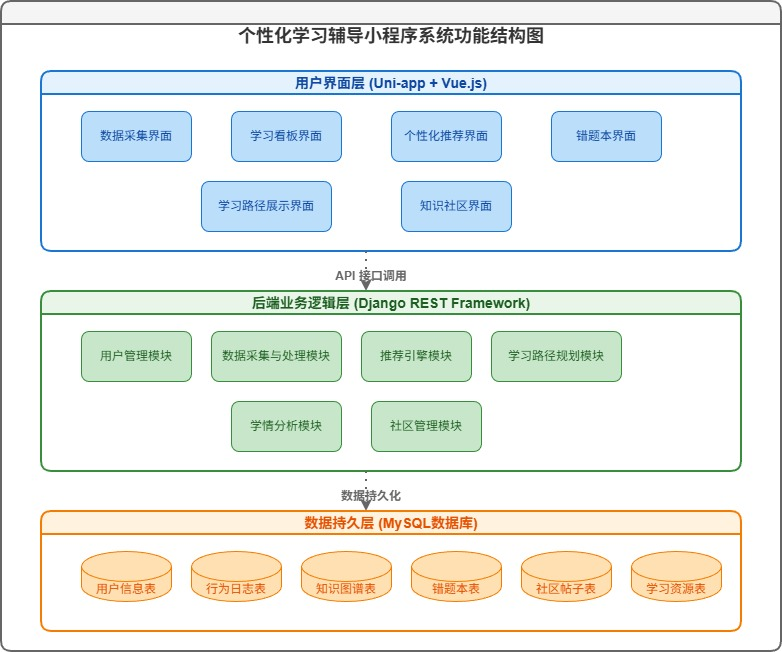 个性化学习辅导小程序系统功能结构图
用户界面层 (Uni-app + Vue.js)
数据采集界面
学习看板界面
个性化推荐界面
错题本界面
学习路径展示界面
知识社区界面
API 接口调用
后端业务逻辑层 (Django REST Framework)
用户管理模块
数据采集与处理模块
推荐引擎模块
学习路径规划模块
学情分析模块
社区管理模块
数据持久化
数据持久层 (MySQL数据库)
用户信息表
行为日志表
知识图谱表
错题本表
社区帖子表
学习资源表